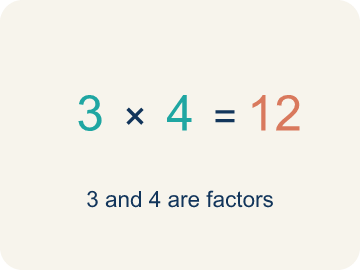 3 × 4 = 12
3 and 4 are factors